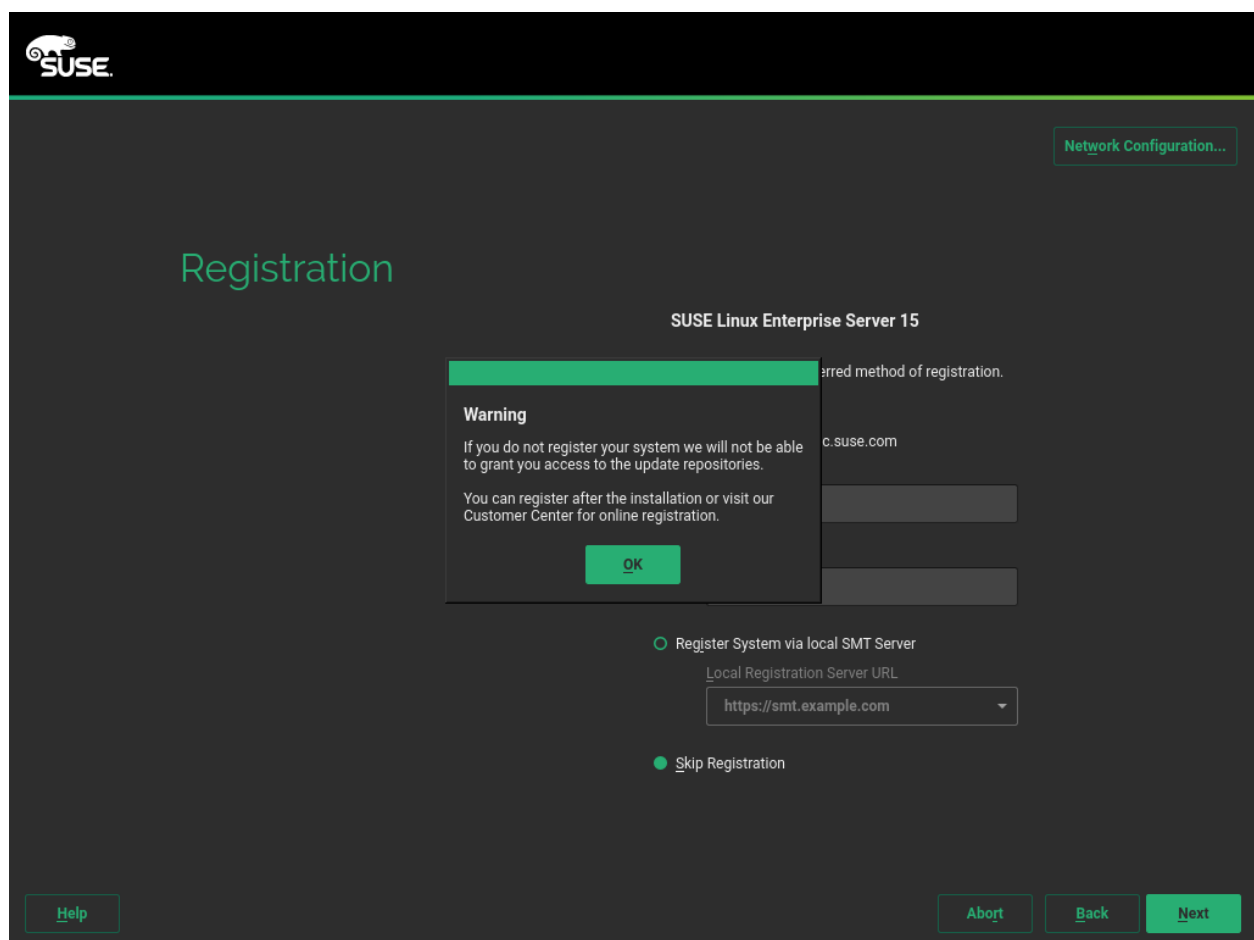 SUSE.
Network Configuration...
Registration
SUSE Linux Enterprise Server 15
erred method of registration.
Warning
If you do not register your system we will not be able
to grant you access to the update repositories.
You can register after the installation or visit our
Customer Center for online registration.
OK
c.suse.com
Register System via local SMT Server
Local Registration Server URL
https://smt.example.com
Skip Registration
Help
Abort
Back
Next